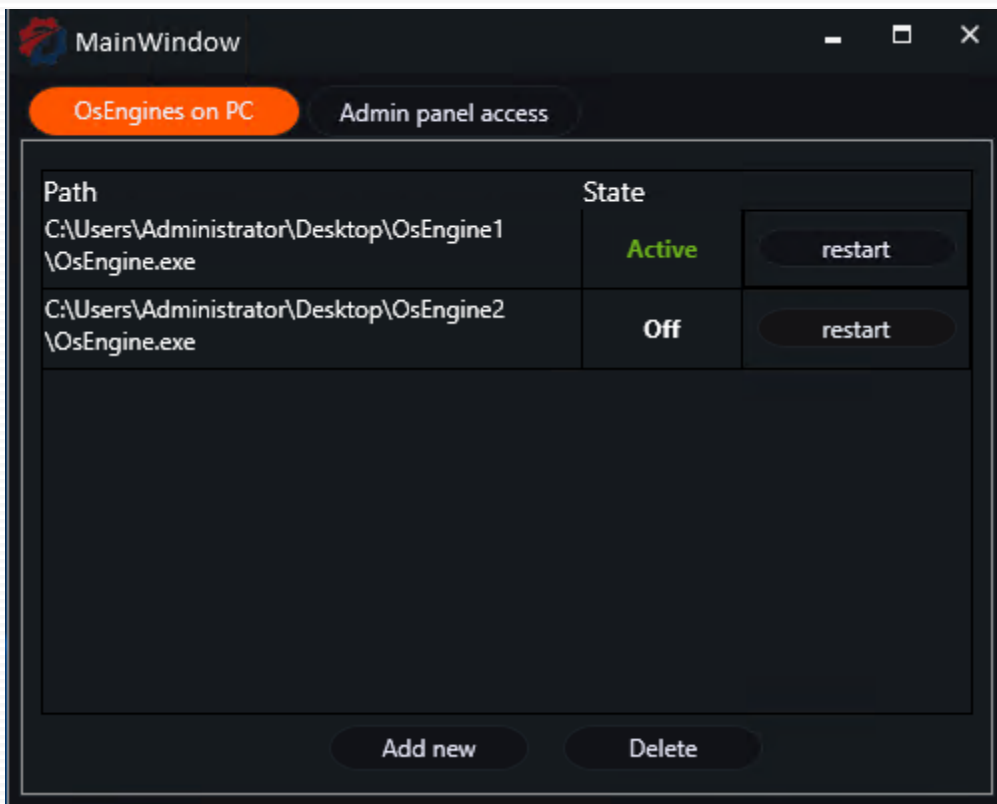 MainWindow
OsEngines on PC
Admin panel access
Path
State
C:\Users\Administrator\Desktop\OsEngine1
\OsEngine.exe
Active
restart
C:\Users\Administrator\Desktop\OsEngine2
\OsEngine.exe
Off
restart
Add new
Delete